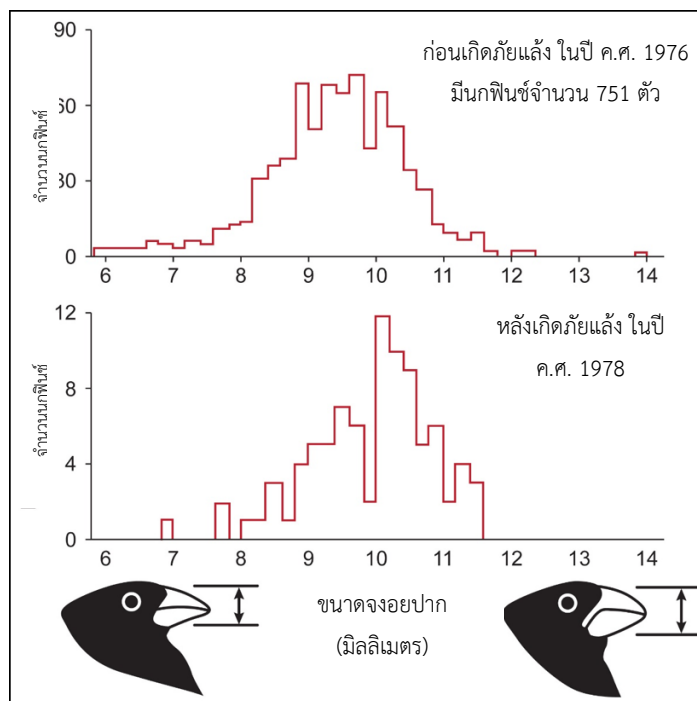 90
60
30
0
จำนวนนกฟินช์
ก่อนเกิดภัยแล้ง ในปี ค.ศ. 1976
มีนกฟินช์จำนวน 751 ตัว
6 7 8 9 10 11 12 13 14
12
8
4
0
จำนวนนกฟินช์
หลังเกิดภัยแล้ง ในปี
ค.ศ. 1978
6 7 8 9 10 11 12 13 14
ขนาดจงอยปาก
(มิลลิเมตร)